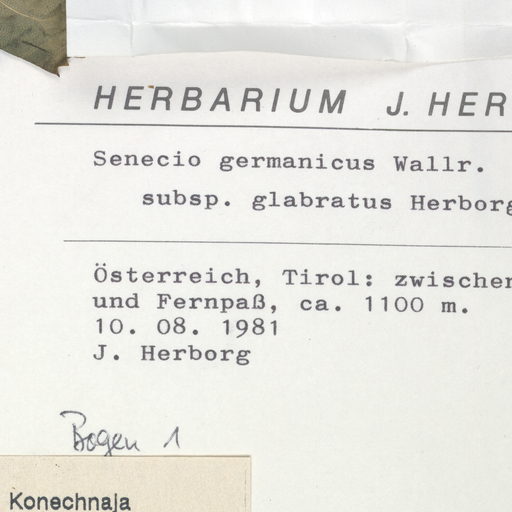 HERBARIUM J. HER
Senecio germanicus Wallr.
subsp. glabratus Herborg
Österreich, Tirol: zwischen
und Fernpaß, ca. 1100 m.
10. 08. 1981
J. Herborg
Bogen 1
Konechnaja